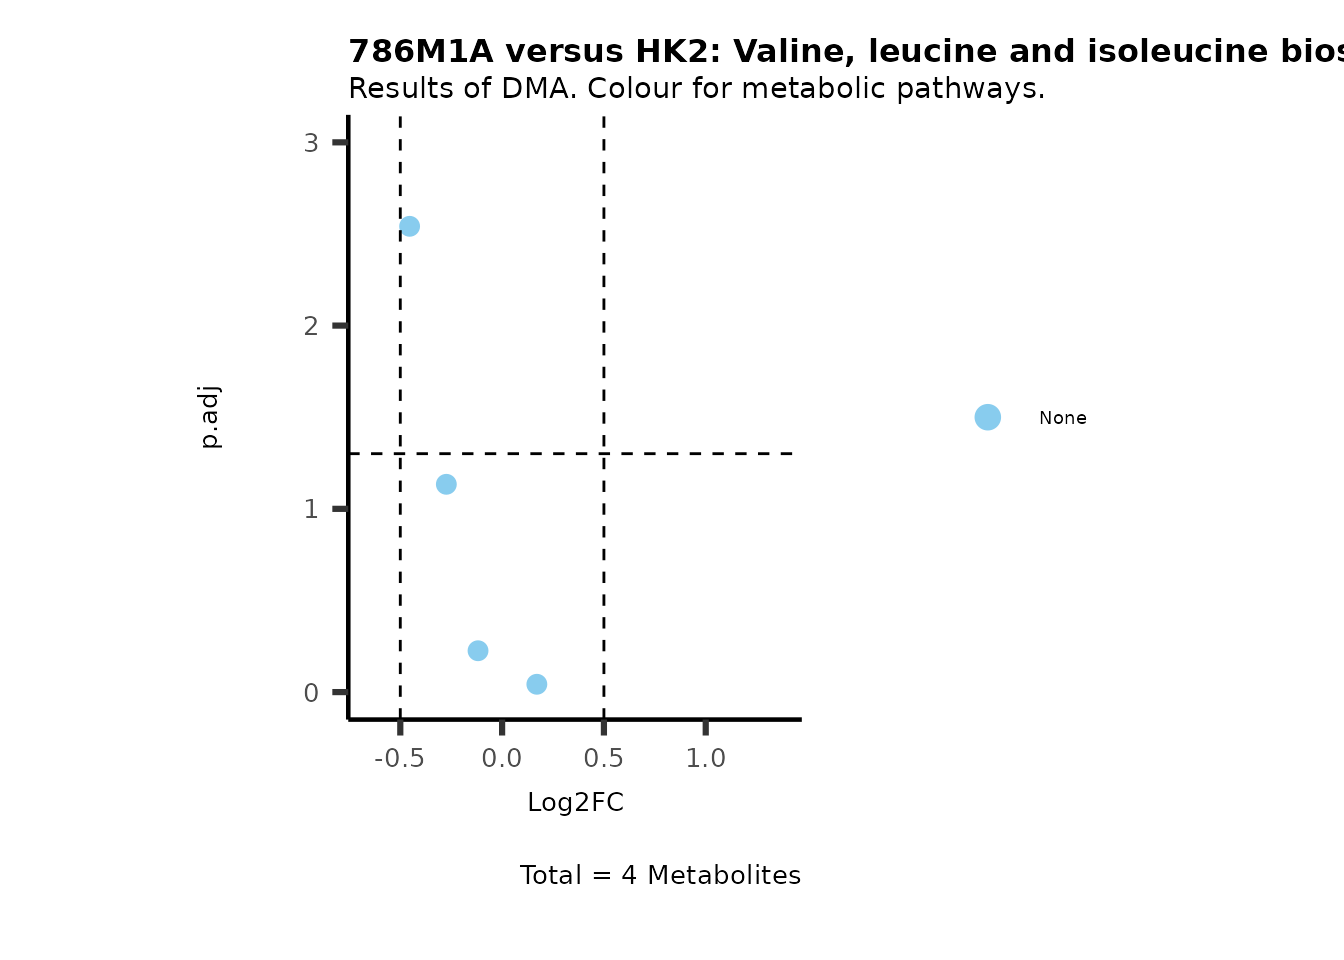 786M1A versus HK2: Valine, leucine and isoleucine
Results of DMA. Colour for metabolic pathways.
3
2
1
0
p.adj
None
-0.5 0.0 0.5 1.0
Log2FC
Total = 4 Metabolites